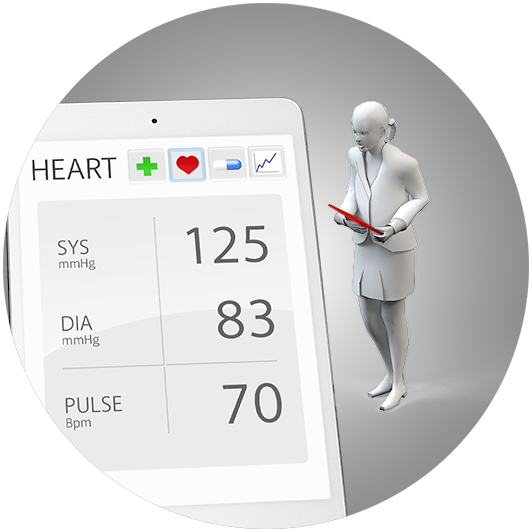 HEART
SYS 125
mmHg
DIA 83
mmHg
PULSE 70
Bpm